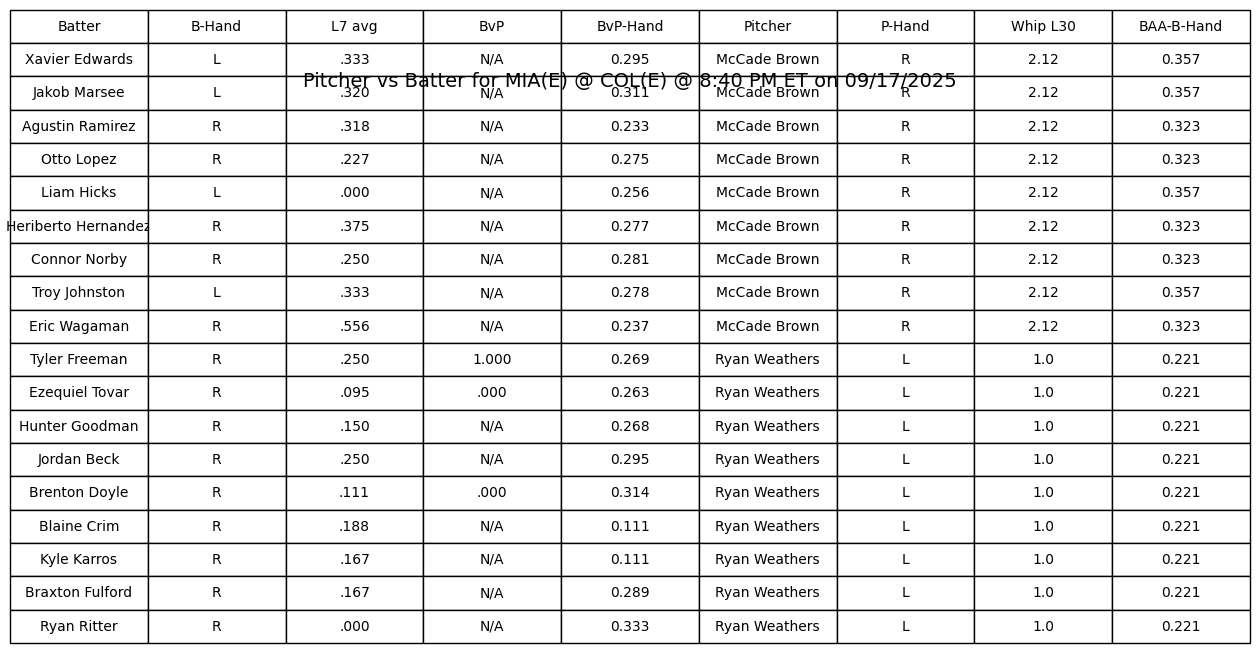 Batter B-Hand L7 avg BvP BvP-Hand Pitcher P-Hand Whip L30 BAA-B-Hand
Xavier Edwards L .333 N/A 0.295 McCade Brown R 2.12 0.357
Pitcher vs Batter for MIA(E) @ COL(E) @ 8:40 PM ET on 09/17/2025
Jakob Marsee L .320 N/A 0.311 McCade Brown R 2.12 0.357
Agustin Ramirez R .318 N/A 0.233 McCade Brown R 2.12 0.323
Otto Lopez R .227 N/A 0.275 McCade Brown R 2.12 0.323
Liam Hicks L .000 N/A 0.256 McCade Brown R 2.12 0.357
Heriberto Hernandez R .375 N/A 0.277 McCade Brown R 2.12 0.323
Connor Norby R .250 N/A 0.281 McCade Brown R 2.12 0.323
Troy Johnston L .333 N/A 0.278 McCade Brown R 2.12 0.357
Eric Wagaman R .556 N/A 0.237 McCade Brown R 2.12 0.323
Tyler Freeman R .250 1.000 0.269 Ryan Weathers L 1.0 0.221
Ezequiel Tovar R .095 .000 0.263 Ryan Weathers L 1.0 0.221
Hunter Goodman R .150 N/A 0.268 Ryan Weathers L 1.0 0.221
Jordan Beck R .250 N/A 0.295 Ryan Weathers L 1.0 0.221
Brenton Doyle R .111 .000 0.314 Ryan Weathers L 1.0 0.221
Blaine Crim R .188 N/A 0.111 Ryan Weathers L 1.0 0.221
Kyle Karros R .167 N/A 0.111 Ryan Weathers L 1.0 0.221
Braxton Fulford R .167 N/A 0.289 Ryan Weathers L 1.0 0.221
Ryan Ritter R .000 N/A 0.333 Ryan Weathers L 1.0 0.221